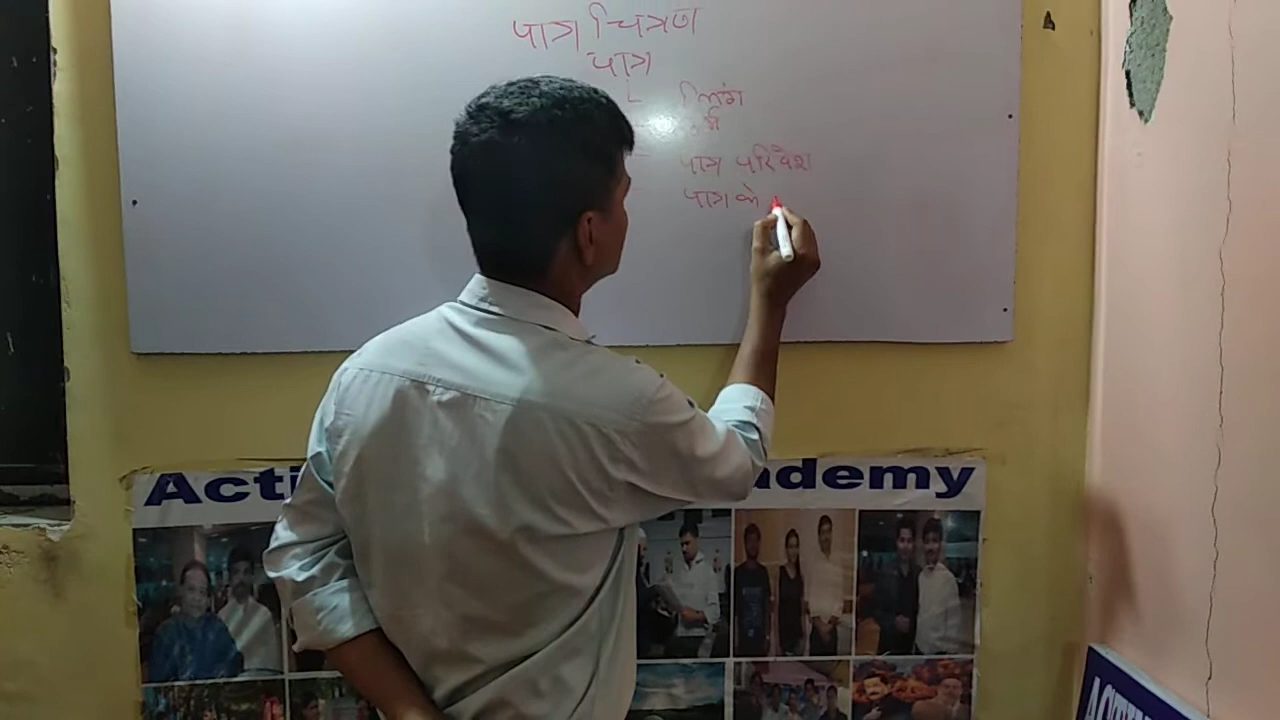 पात्र चित्रण
पात्र
लिंग
पात्र परिवेश
पात्र के
Acti ademy